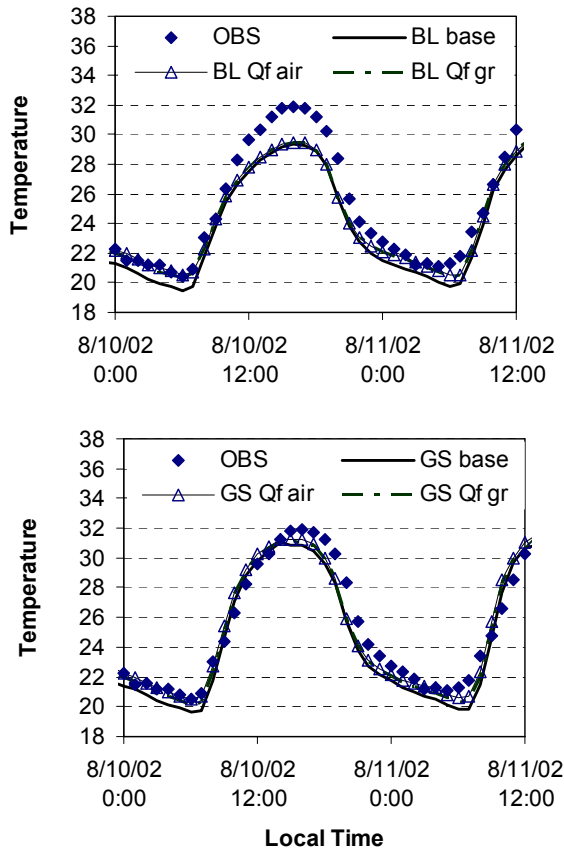 38
36
34
32
30
28
26
24
22
20
18
Temperature
OBS
BL base
BL Qf air
BL Qf gr
8/10/02 8/10/02 8/11/02 8/11/02
0:00 12:00 0:00 12:00
38
36
34
32
30
28
26
24
22
20
18
Temperature
OBS
GS base
GS Qf air
GS Qf gr
8/10/02 8/10/02 8/11/02 8/11/02
0:00 12:00 0:00 12:00
Local Time